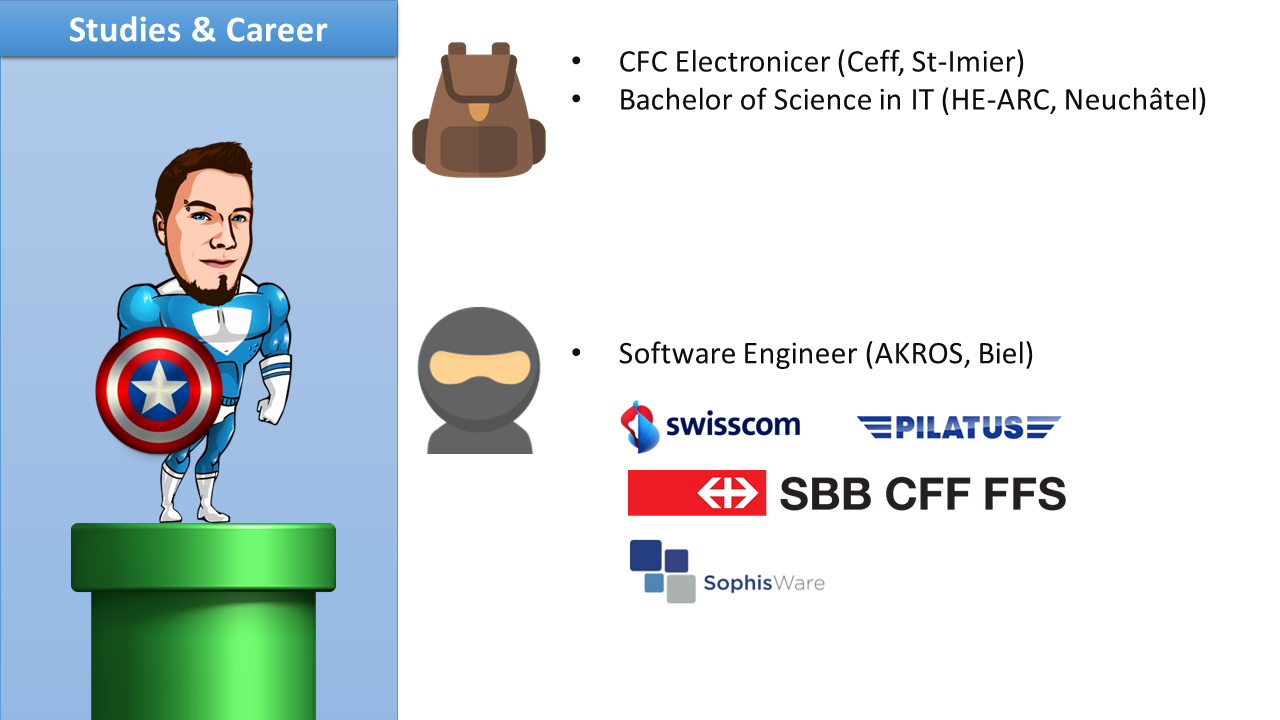 Studies & Career
• CFC Electronicer (Ceff, St-Imier)
• Bachelor of Science in IT (HE-ARC, Neuchâtel)
• Software Engineer (AKROS, Biel)
swisscom
PILATUS
SBB CFF FFS
SophisWare